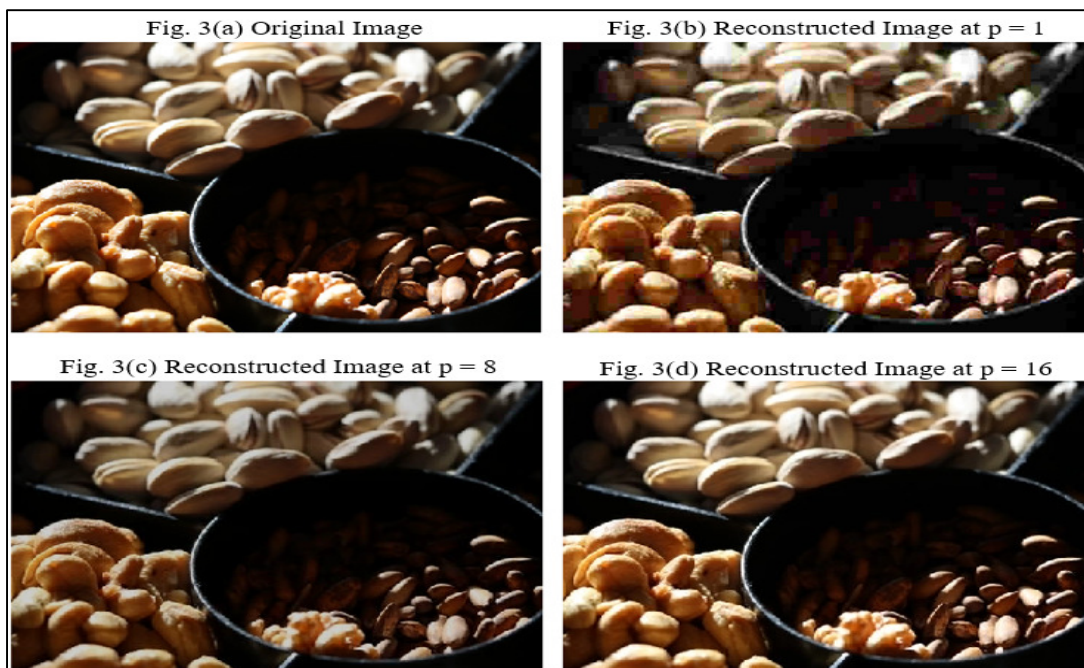 Fig. 3(a) Original Image
Fig. 3(b) Reconstructed Image at p = 1
Fig. 3(c) Reconstructed Image at p = 8
Fig. 3(d) Reconstructed Image at p = 16